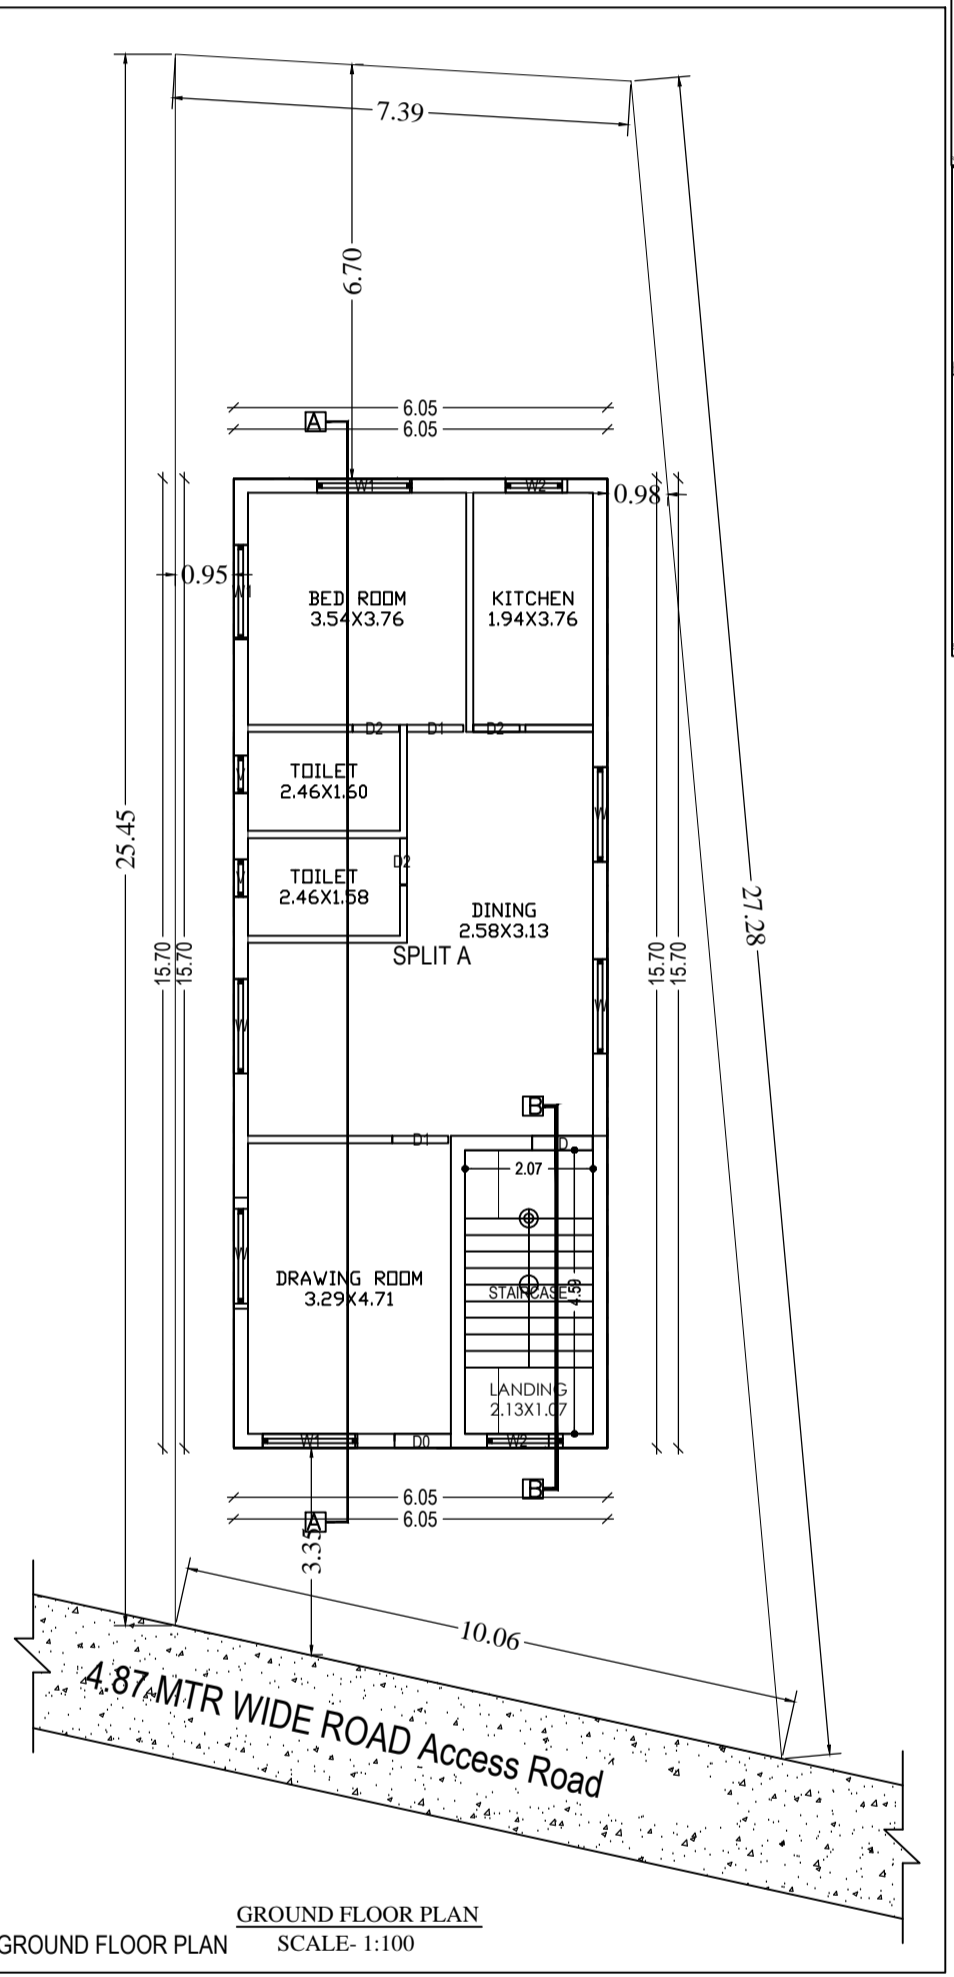 7.39
6.70
6.05
A
6.05
W1
W2
0.98
0.95
W1
BED ROOM
3.54X3.76
KITCHEN
1.94X3.76
D2
D1
D2
TOILET
2.46X1.60
V
W
25.45
D2
TOILET
2.46X1.58
V
DINING
2.58X3.13
SPLIT A
27.28
15.70
15.70
15.70
15.70
W
W
B
D1
D
2.07
W
DRAWING ROOM
3.29X4.71
STAIRCASE
4.59
LANDING
2.13X1.07
W1
D0
W2
B
6.05
A
6.05
3.35
10.06
4.87 MTR WIDE ROAD Access Road
GROUND FLOOR PLAN
SCALE- 1:100
GROUND FLOOR PLAN